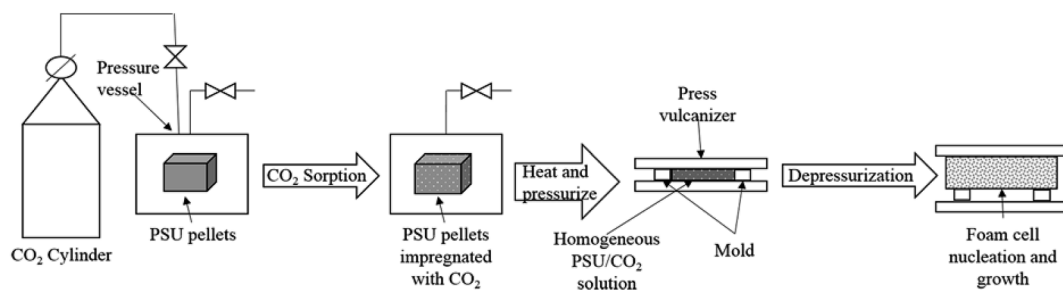 Pressure
vessel
CO₂ Cylinder
PSU pellets
CO₂ Sorption
PSU pellets
impregnated
with CO₂
Heat and
pressurize
Press
vulcanizer
Homogeneous
PSU/CO₂
solution
Mold
Depressurization
Foam cell
nucleation and
growth